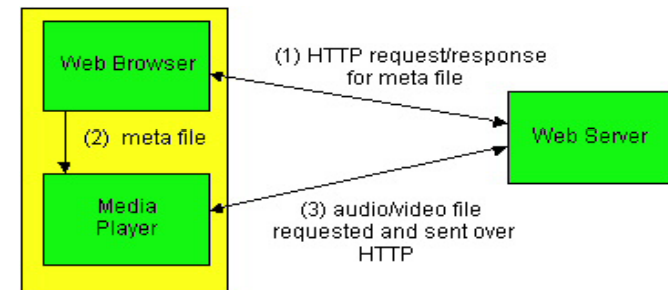 Web Browser
(1) HTTP request/response
for meta file
(2) meta file
Web Server
Media
Player
(3) audio/video file
requested and sent over
HTTP